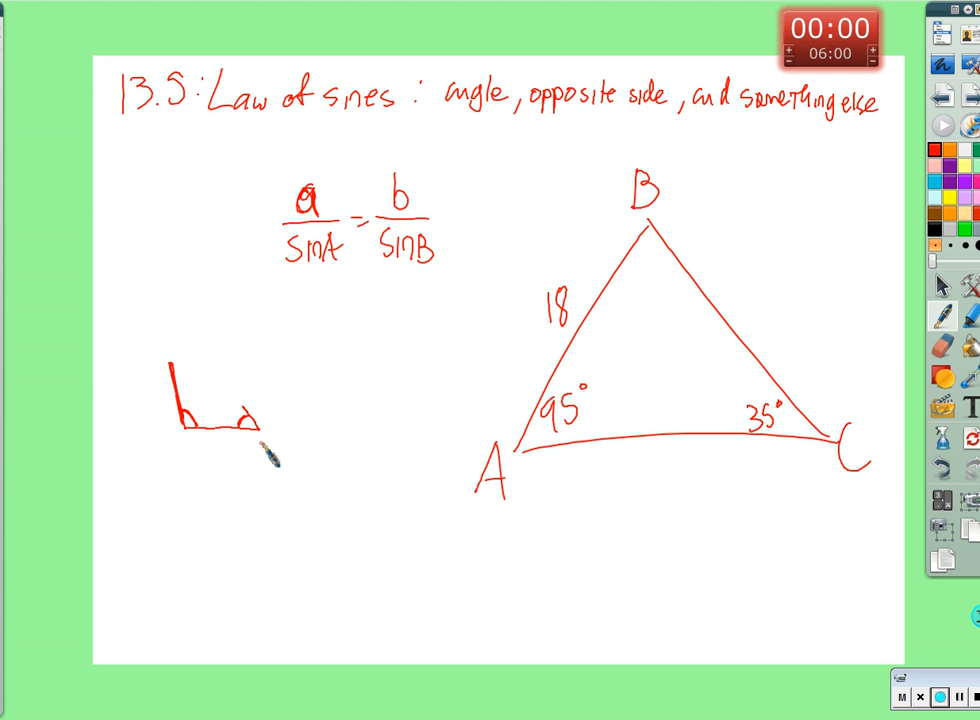 00:00
06:00
13.5: Law of sines: angle, opposite side, and something else
a/sinA = b/sinB
B
18
95°
35°
A
C
M